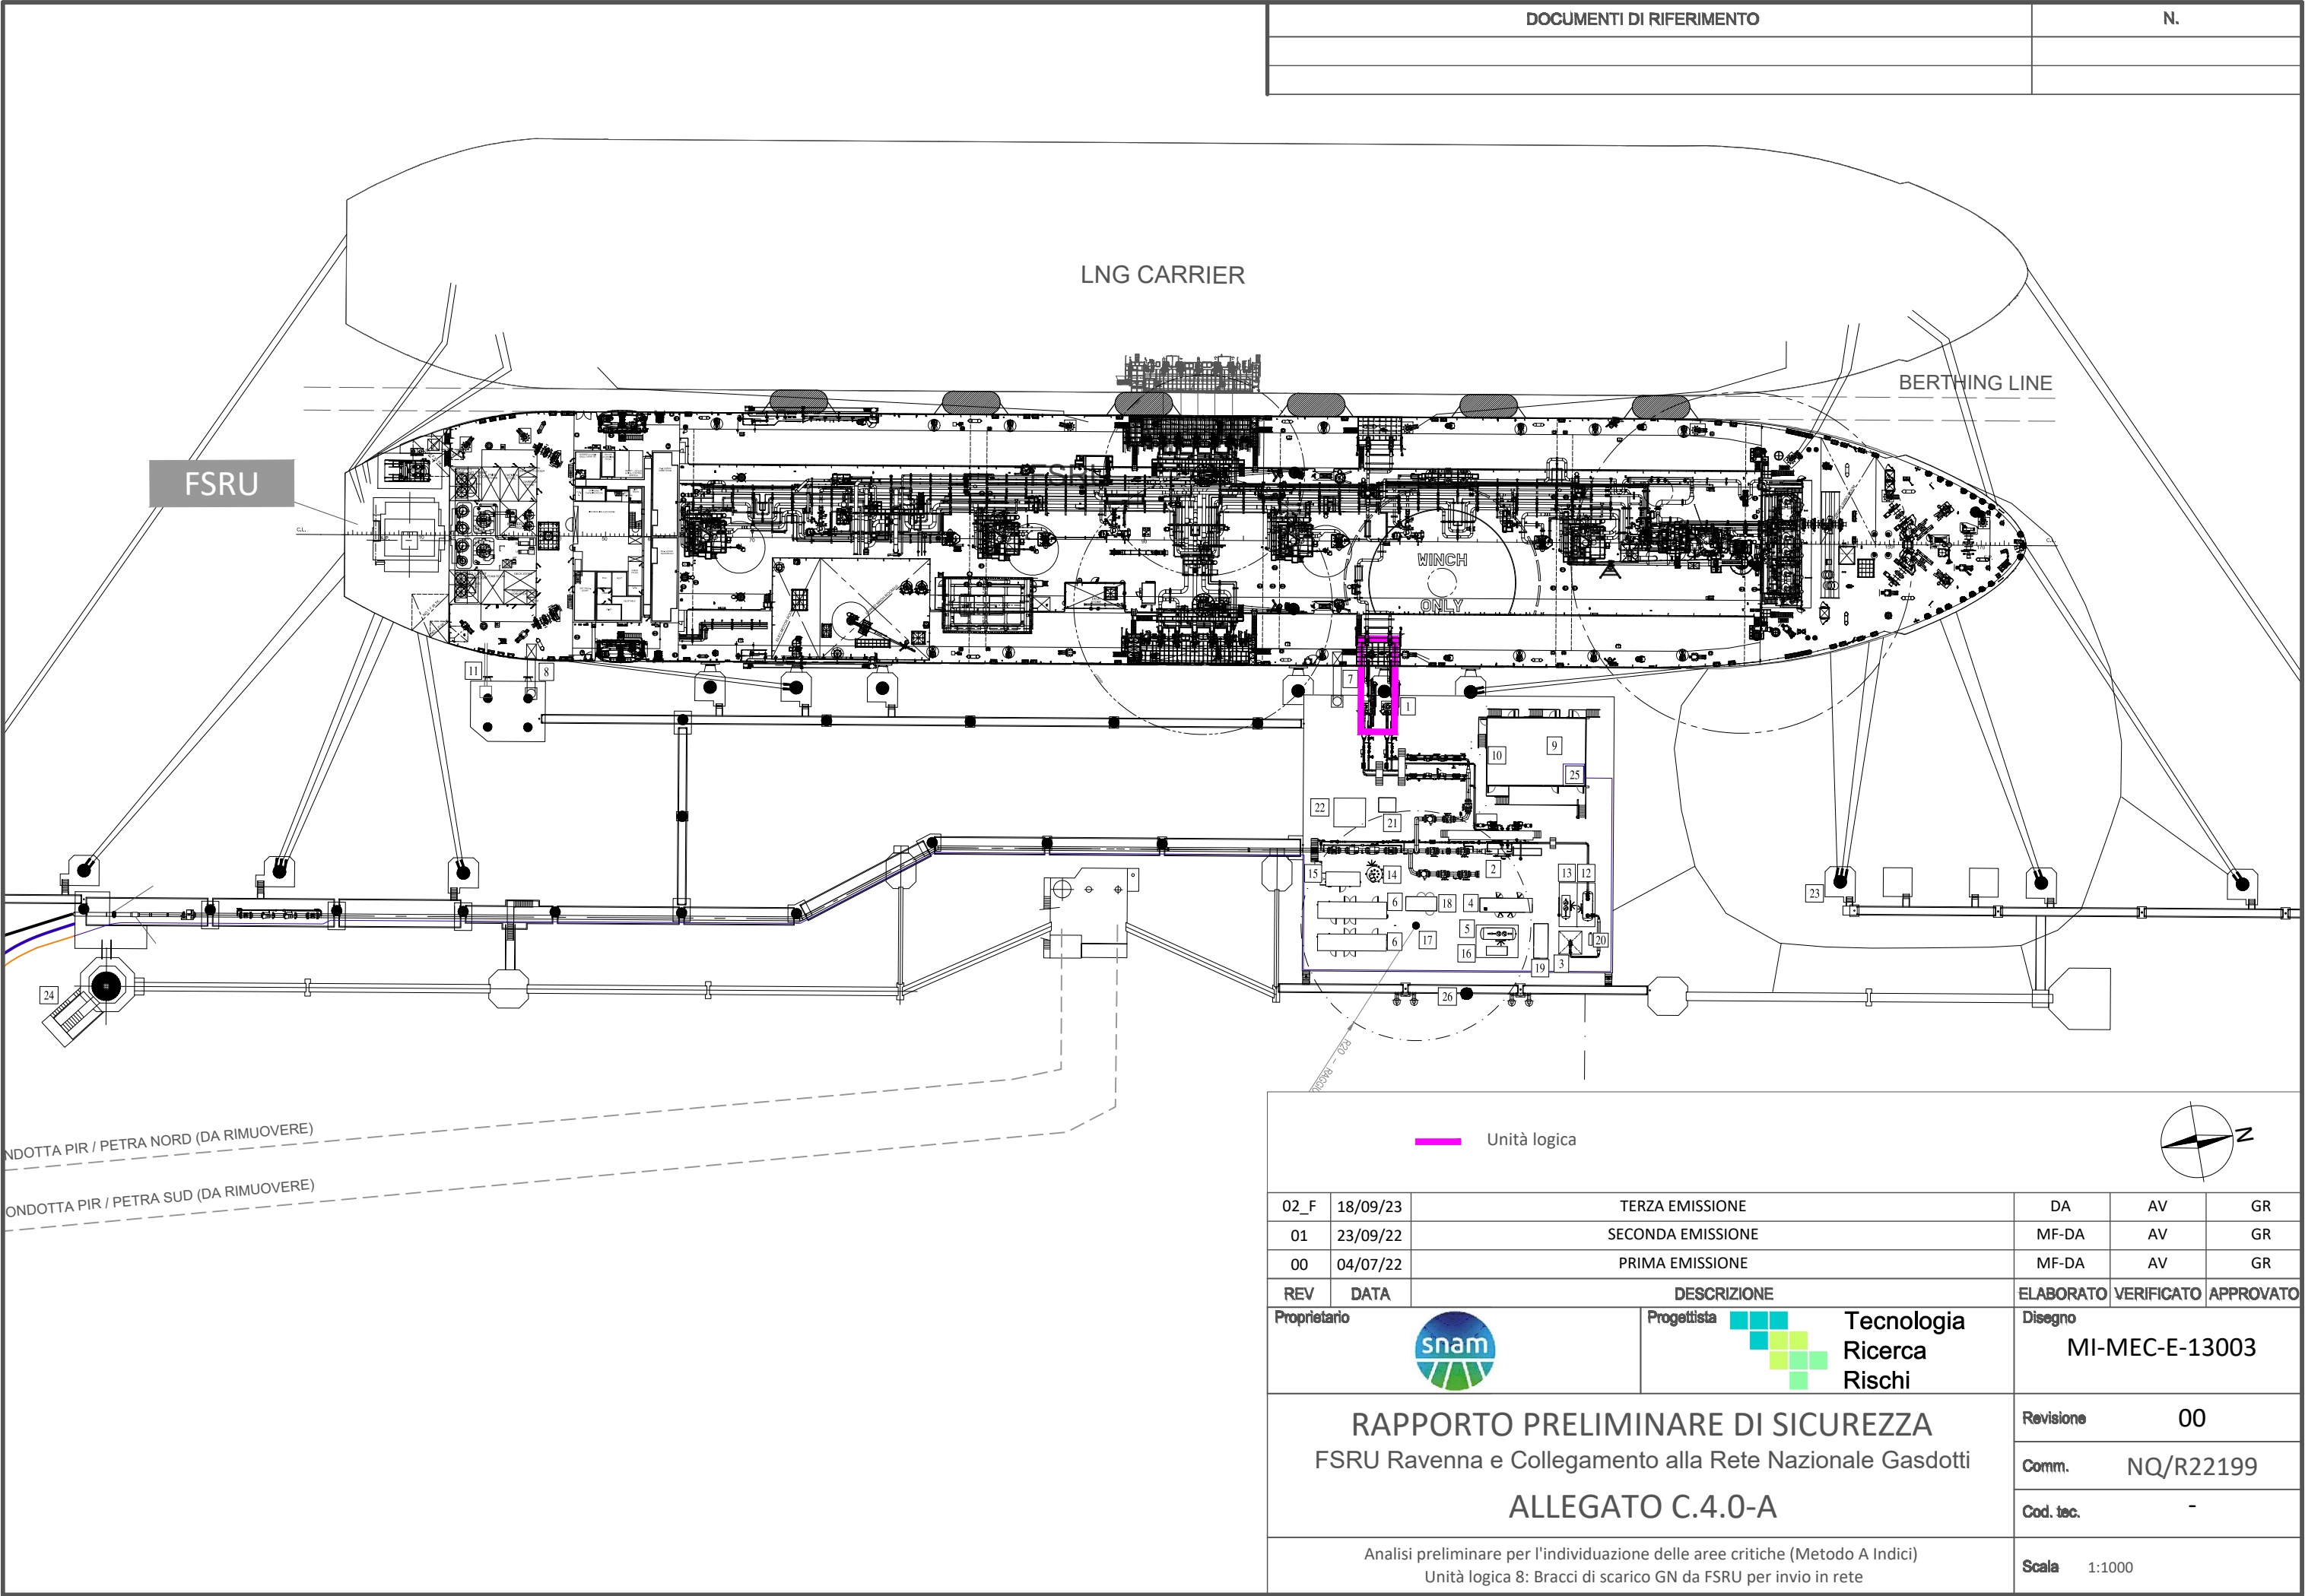 DOCUMENTI DI RIFERIMENTO
N.
LNG CARRIER
BERTHING LINE
FSRU
C.L.
WINCH
ONLY
11
8
7
1
9
10
25
22
21
2
15
14
13
12
6
18
4
5
6
17
16
19
3
20
23
24
26
NDOTTA PIR / PETRA NORD (DA RIMUOVERE)
ONDOTTA PIR / PETRA SUD (DA RIMUOVERE)
Unità logica
N
02_F 18/09/23 TERZA EMISSIONE DA AV GR
01 23/09/22 SECONDA EMISSIONE MF-DA AV GR
00 04/07/22 PRIMA EMISSIONE MF-DA AV GR
REV DATA DESCRIZIONE ELABORATO VERIFICATO APPROVATO
Proprietario
snam
Progettista
Tecnologia
Ricerca
Rischi
Disegno
MI-MEC-E-13003
RAPPORTO PRELIMINARE DI SICUREZZA
FSRU Ravenna e Collegamento alla Rete Nazionale Gasdotti
ALLEGATO C.4.0-A
Revisione 00
Comm. NQ/R22199
Cod. tec. -
Analisi preliminare per l'individuazione delle aree critiche (Metodo A Indici)
Unità logica 8: Bracci di scarico GN da FSRU per invio in rete
Scala 1:1000